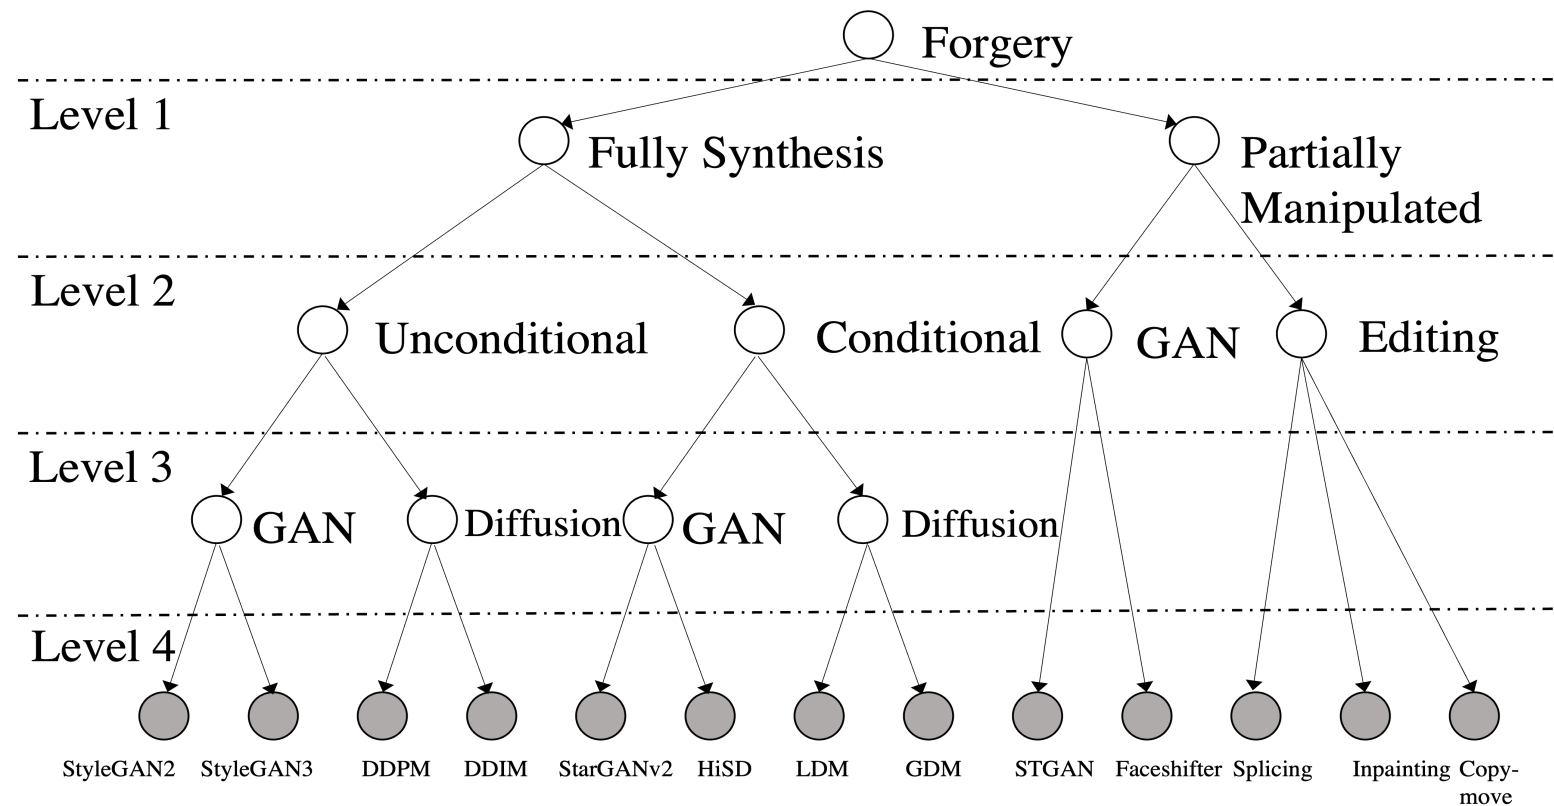 Forgery
Level 1
Fully Synthesis
Partially
Manipulated
Level 2
Unconditional
Conditional
GAN
Editing
Level 3
GAN
Diffusion
GAN
Diffusion
Level 4
StyleGAN2
StyleGAN3
DDPM
DDIM
StarGANv2
HiSD
LDM
GDM
STGAN
Faceshifter
Splicing
Inpainting
Copy-
move